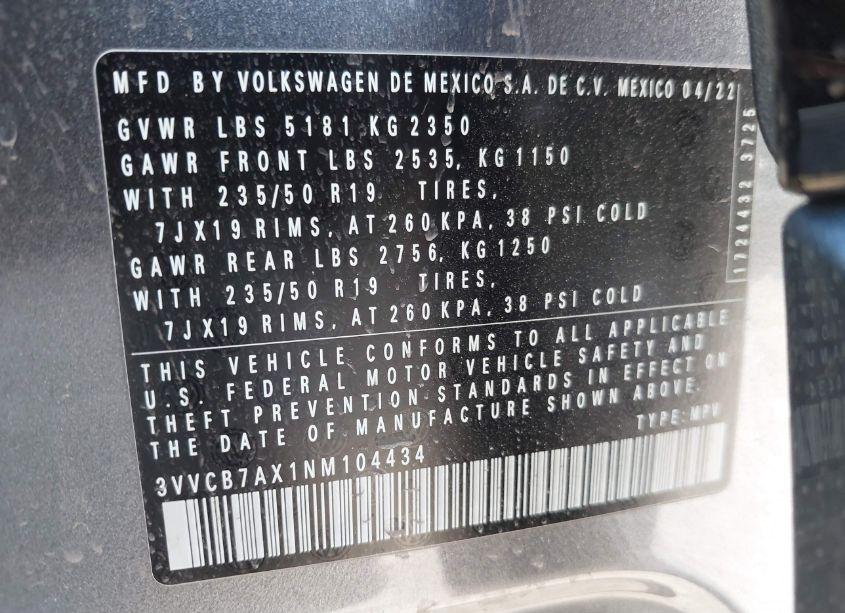 MFD BY VOLKSWAGEN DE MEXICO S.A. DE C.V. MEXICO 04/22
GVWR LBS 5181 KG 2350
GAWR FRONT LBS 2535, KG 1150
WITH 235/50 R19 TIRES,
7JX19 RIMS, AT 260 KPA, 38 PSI COLD
GAWR REAR LBS 2756, KG 1250
WITH 235/50 R19 TIRES,
7JX19 RIMS, AT 260 KPA, 38 PSI COLD
1724432 3725
THIS VEHICLE CONFORMS TO ALL APPLICABLE
U.S. FEDERAL MOTOR VEHICLE SAFETY AND
THEFT PREVENTION STANDARDS IN EFFECT ON
THE DATE OF MANUFACTURE SHOWN ABOVE.
TYPE:MPV
3VVCB7AX1NM104434